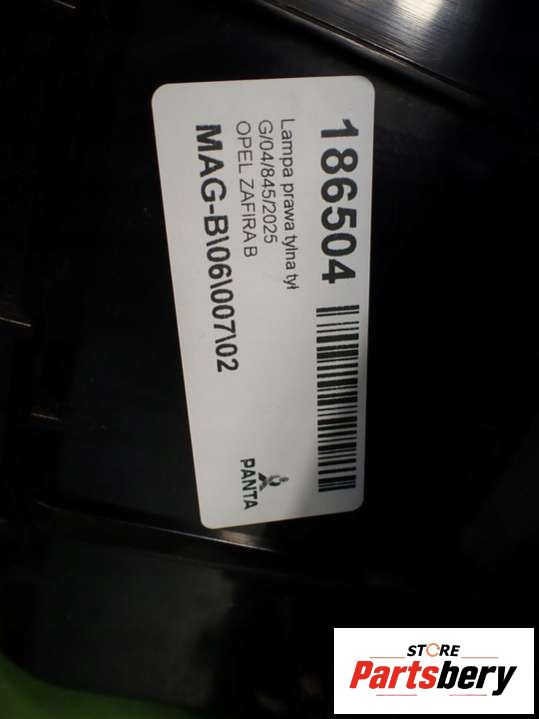 186504
Lampa prawa tylna tył
G/04/845/2025
OPEL ZAFIRA B
MAG-B\06\007\02
PANTA
STORE
Partsbery